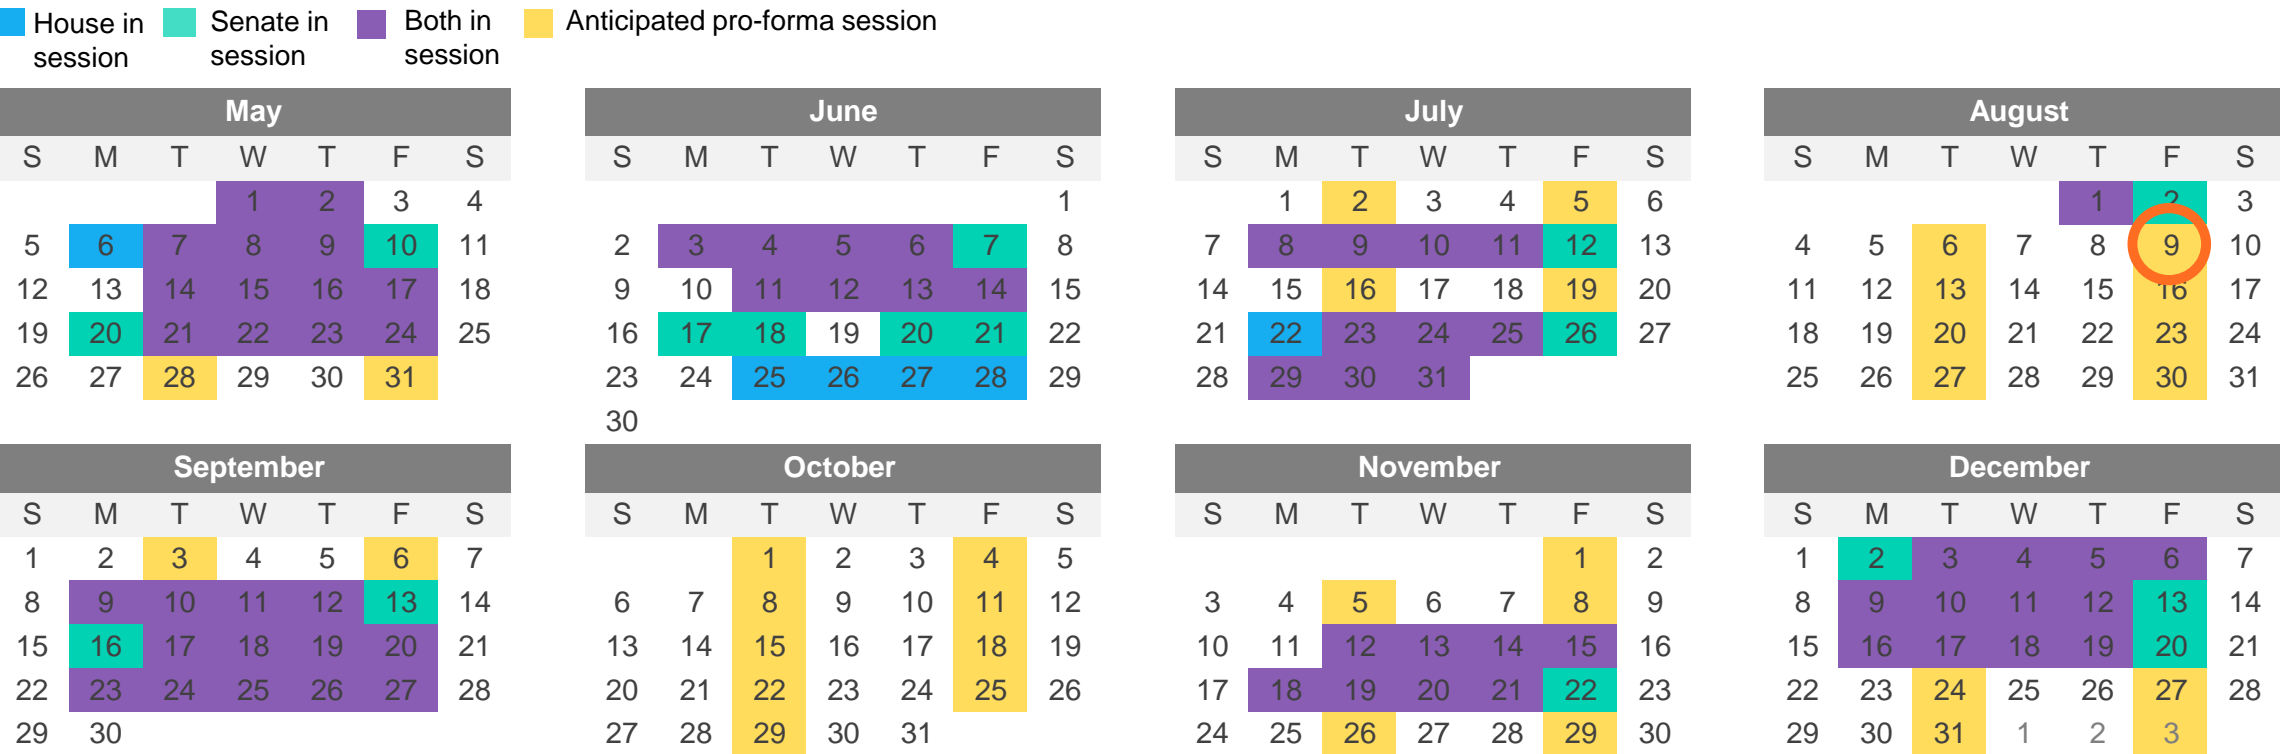 House in session
Senate in session
Both in session
Anticipated pro-forma session
May June July August
S M T W T F S S M T W T F S S M T W T F S S M T W T F S
1 2 3 4 1 1 2 3 4 5 6 1 2 3
5 6 7 8 9 10 11 2 3 4 5 6 7 8 7 8 9 10 11 12 13 4 5 6 7 8 9 10
12 13 14 15 16 17 18 9 10 11 12 13 14 15 14 15 16 17 18 19 20 11 12 13 14 15 16 17
19 20 21 22 23 24 25 16 17 18 19 20 21 22 21 22 23 24 25 26 27 18 19 20 21 22 23 24
26 27 28 29 30 31 23 24 25 26 27 28 29 28 29 30 31 25 26 27 28 29 30 31
30
September October November December
S M T W T F S S M T W T F S S M T W T F S S M T W T F S
1 2 3 4 5 6 7 1 2 3 4 5 1 2 1 2 3 4 5 6 7
8 9 10 11 12 13 14 6 7 8 9 10 11 12 3 4 5 6 7 8 9 8 9 10 11 12 13 14
15 16 17 18 19 20 21 13 14 15 16 17 18 19 10 11 12 13 14 15 16 15 16 17 18 19 20 21
22 23 24 25 26 27 28 20 21 22 23 24 25 26 17 18 19 20 21 22 23 22 23 24 25 26 27 28
29 30 27 28 29 30 31 24 25 26 27 28 29 30 29 30 31 1 2 3